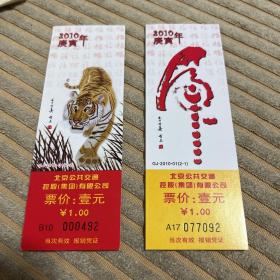 2010年
庚寅
北京公共交通
控股(集团)有限公司
票价:壹元
￥1.00
B10 000492
当次有效 报销凭证
2010年
庚寅
GJ-2010-01(2-1)
北京公共交通
控股(集团)有限公司
票价:壹元
￥1.00
A17 077092
当次有效 报销凭证